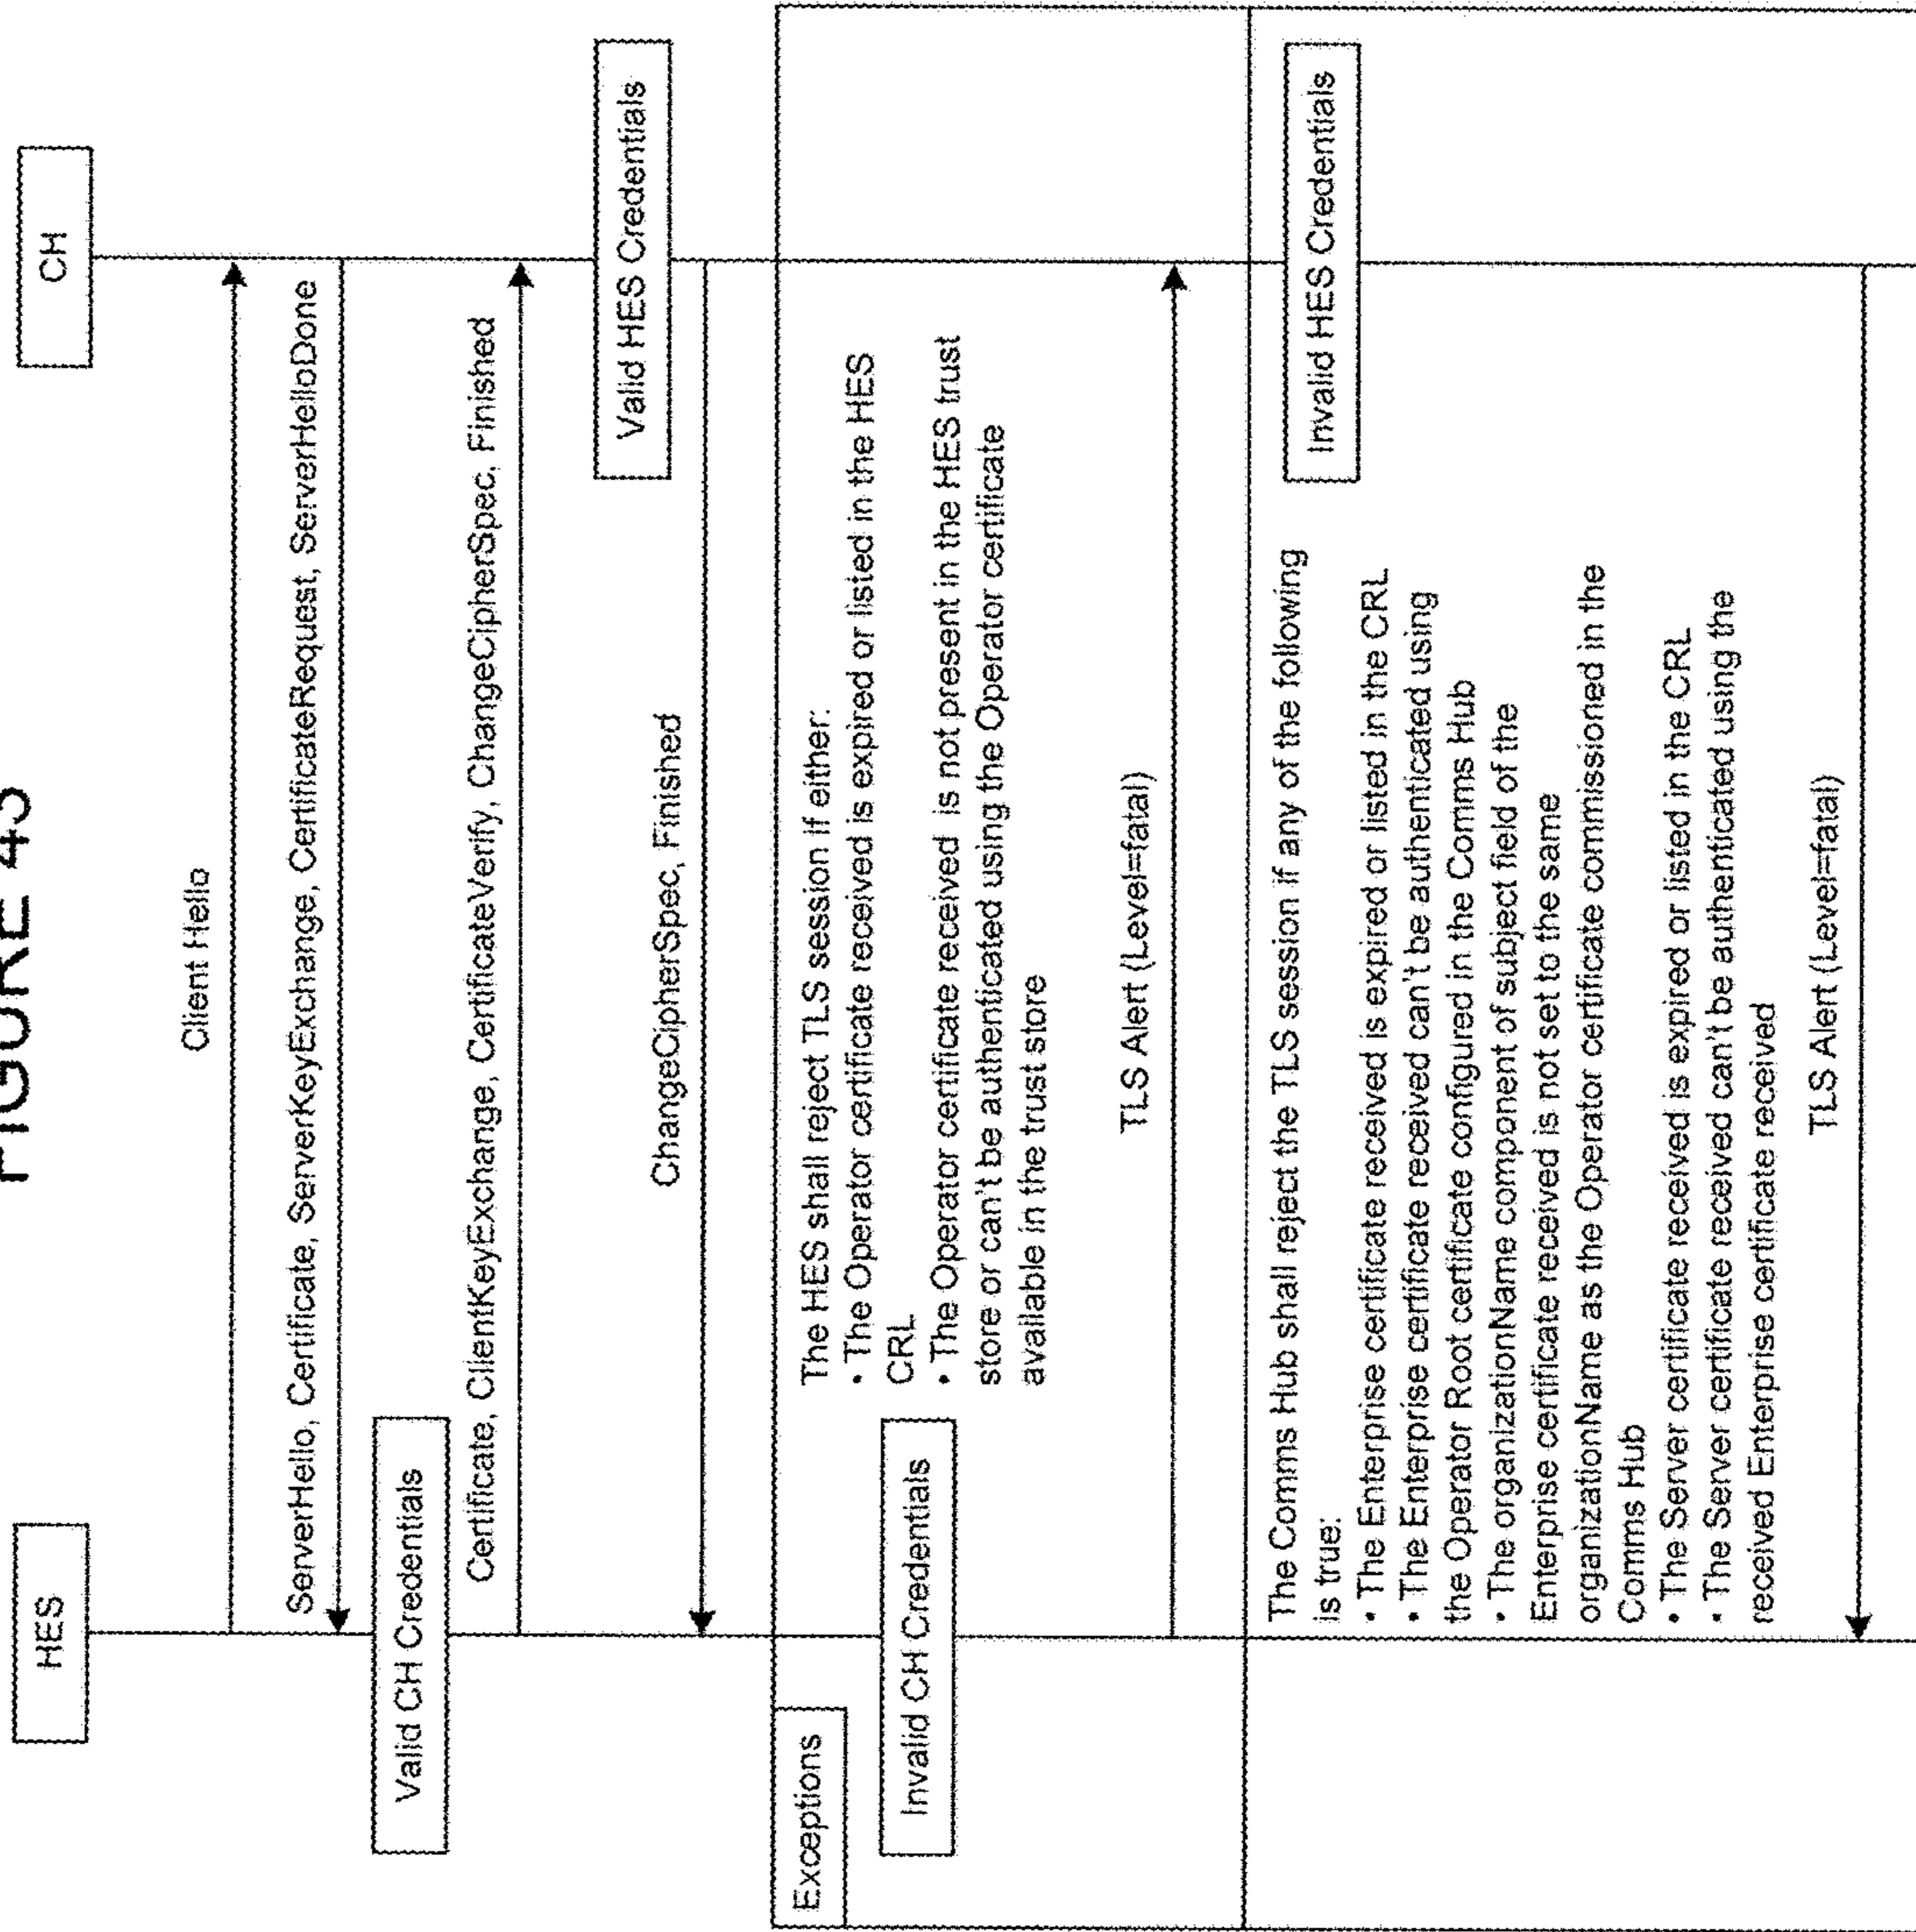 FIGURE 43
HES
CH
Client Hello
ServerHello, Certificate, ServerKeyExchange, CertificateRequest, ServerHelloDone
Valid CH Credentials
Certificate, ClientKeyExchange, CertificateVerify, ChangeCipherSpec, Finished
Valid HES Credentials
ChangeCipherSpec, Finished
Exceptions
The HES shall reject TLS session if either:
• The Operator certificate received is expired or listed in the HES
CRL
• The Operator certificate received is not present in the HES trust
store or can't be authenticated using the Operator certificate
available in the trust store
Invalid CH Credentials
TLS Alert (Level=fatal)
The Comms Hub shall reject the TLS session if any of the following
is true:
• The Enterprise certificate received is expired or listed in the CRL
• The Enterprise certificate received can't be authenticated using
the Operator Root certificate configured in the Comms Hub
• The organizationName component of subject field of the
Enterprise certificate received is not set to the same
organizationName as the Operator certificate commissioned in the
Comms Hub
• The Server certificate received is expired or listed in the CRL
• The Server certificate received can't be authenticated using the
received Enterprise certificate received
Invalid HES Credentials
TLS Alert (Level=fatal)